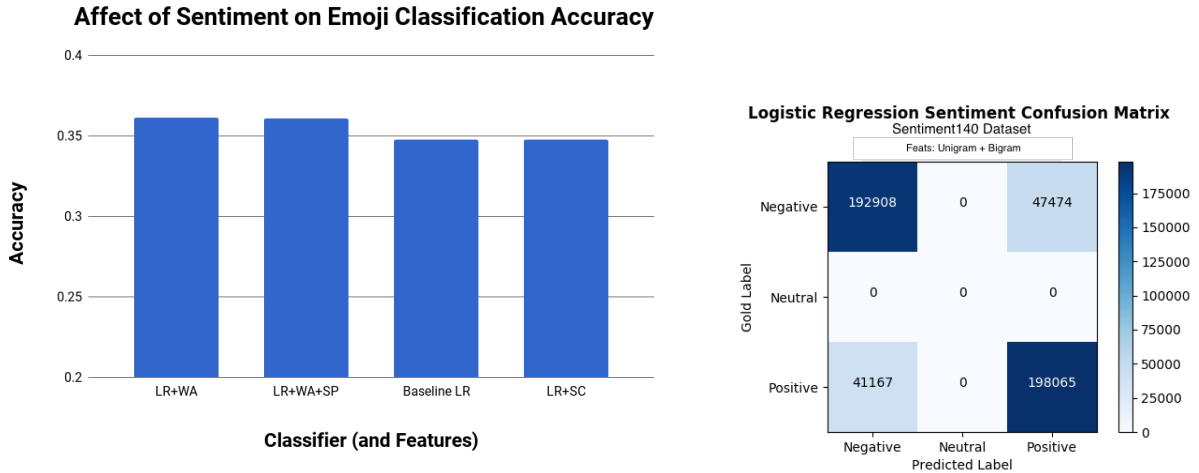 Affect of Sentiment on Emoji Classification Accuracy
0.4
0.35
0.3
0.25
0.2
Accuracy
LR+WA
LR+WA+SP
Baseline LR
LR+SC
Classifier (and Features)
Logistic Regression Sentiment Confusion Matrix
Sentiment140 Dataset
Feats: Unigram + Bigram
Gold Label
Negative
192908
0
47474
Neutral
0
0
0
Positive
41167
0
198065
Negative
Neutral
Positive
Predicted Label
175000
150000
125000
100000
75000
50000
25000
0